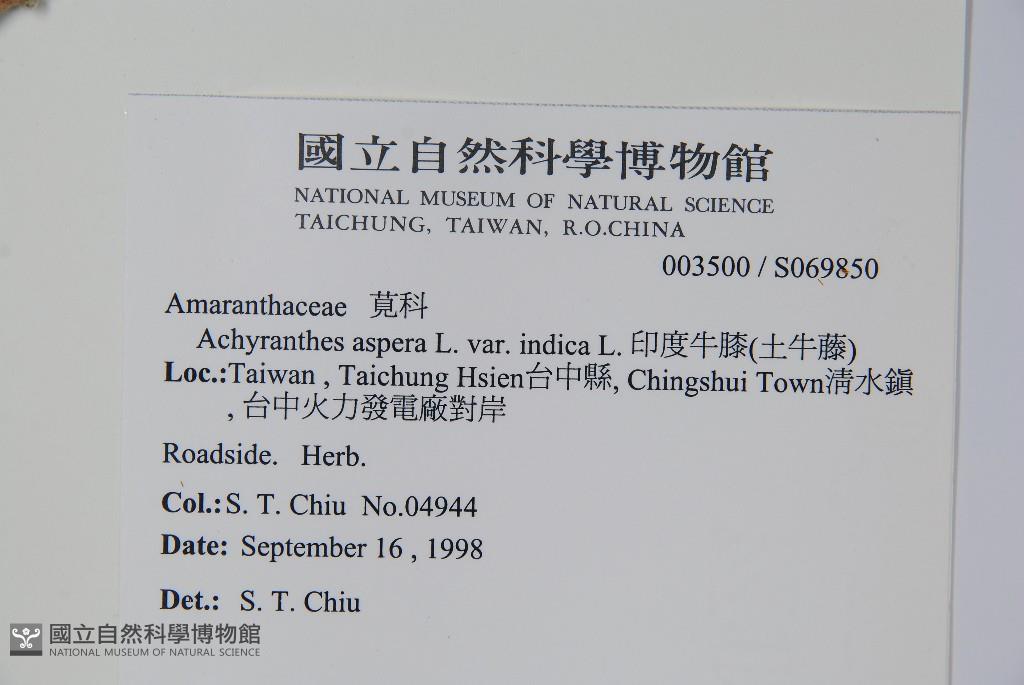 國立自然科學博物館
NATIONAL MUSEUM OF NATURAL SCIENCE
TAICHUNG, TAIWAN, R.O.CHINA
003500 / S069850
Amaranthaceae 莧科
Achyranthes aspera L. var. indica L. 印度牛膝(土牛藤)
Loc.:Taiwan , Taichung Hsien台中縣, Chingshui Town清水鎭
, 台中火力發電廠對岸
Roadside. Herb.
Col.: S. T. Chiu No.04944
Date: September 16 , 1998
Det.: S. T. Chiu
國立自然科學博物館
NATIONAL MUSEUM OF NATURAL SCIENCE